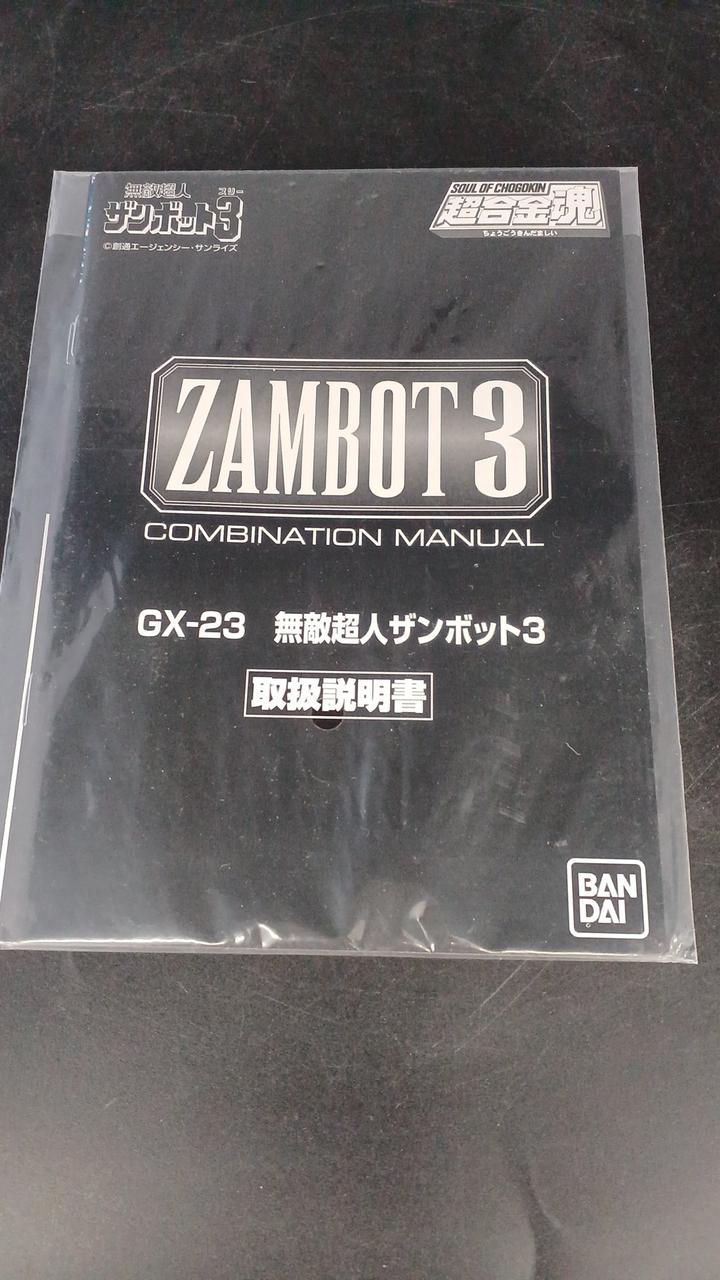 無敵超人 スリー
ザンボット3
©創通エージェンシー・サンライズ
SOUL OF CHOGOKIN
超合金魂
ちょうごうきんだましい
ZAMBOT 3
COMBINATION MANUAL
GX-23 無敵超人ザンボット3
取扱説明書
BAN
DAI